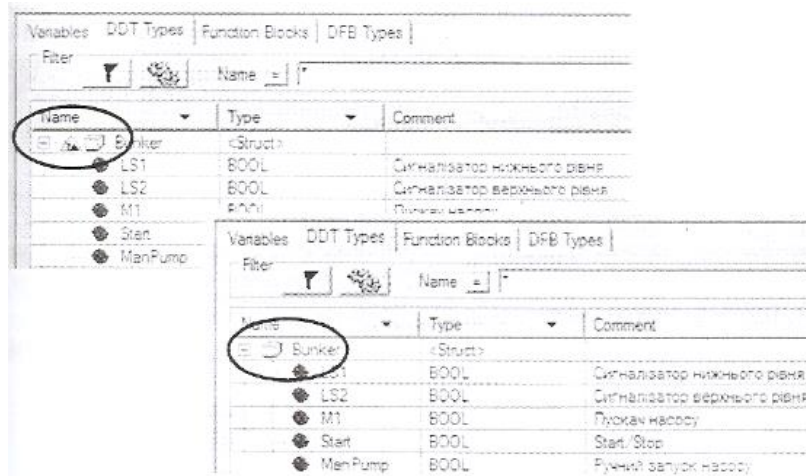 Variables DDT Types Function Blocks DFB Types
Filter
Name = *
Name Type Comment
Bunker <Struct>
LS1 BOOL Сигналізатор нижнього рівня
LS2 BOOL Сигналізатор верхнього рівня
M1 BOOL Пускач насосу
Start
ManPump
Variables DDT Types Function Blocks DFB Types
Filter
Name = *
Name Type Comment
Bunker <Struct>
LS1 BOOL Сигналізатор нижнього рівня
LS2 BOOL Сигналізатор верхнього рівня
M1 BOOL Пускач насосу
Start BOOL Start/Stop
ManPump BOOL Ручний запуск насосу